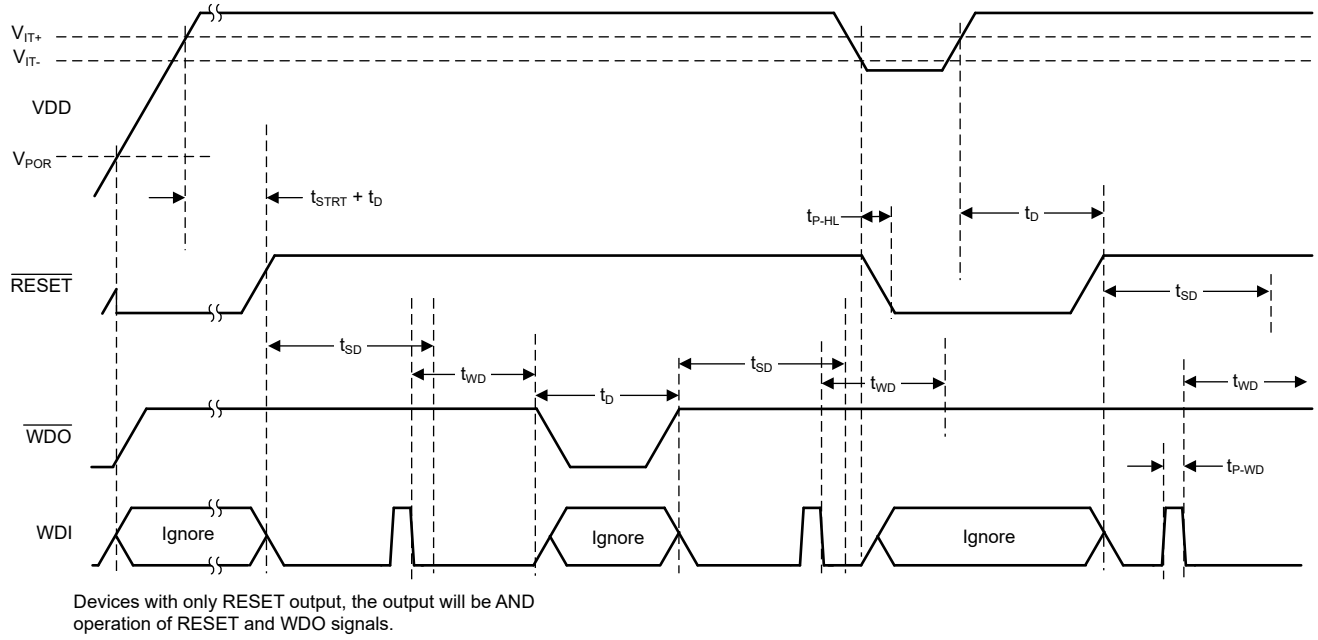 VIT+
VIT-
VDD
VPOR
tSTRT + tD
tP-HL
tD
RESET
tSD
tSD
tSD
tWD
tWD
tWD
tD
WDO
tP-WD
WDI
Ignore
Ignore
Ignore
Devices with only RESET output, the output will be AND
operation of RESET and WDO signals.